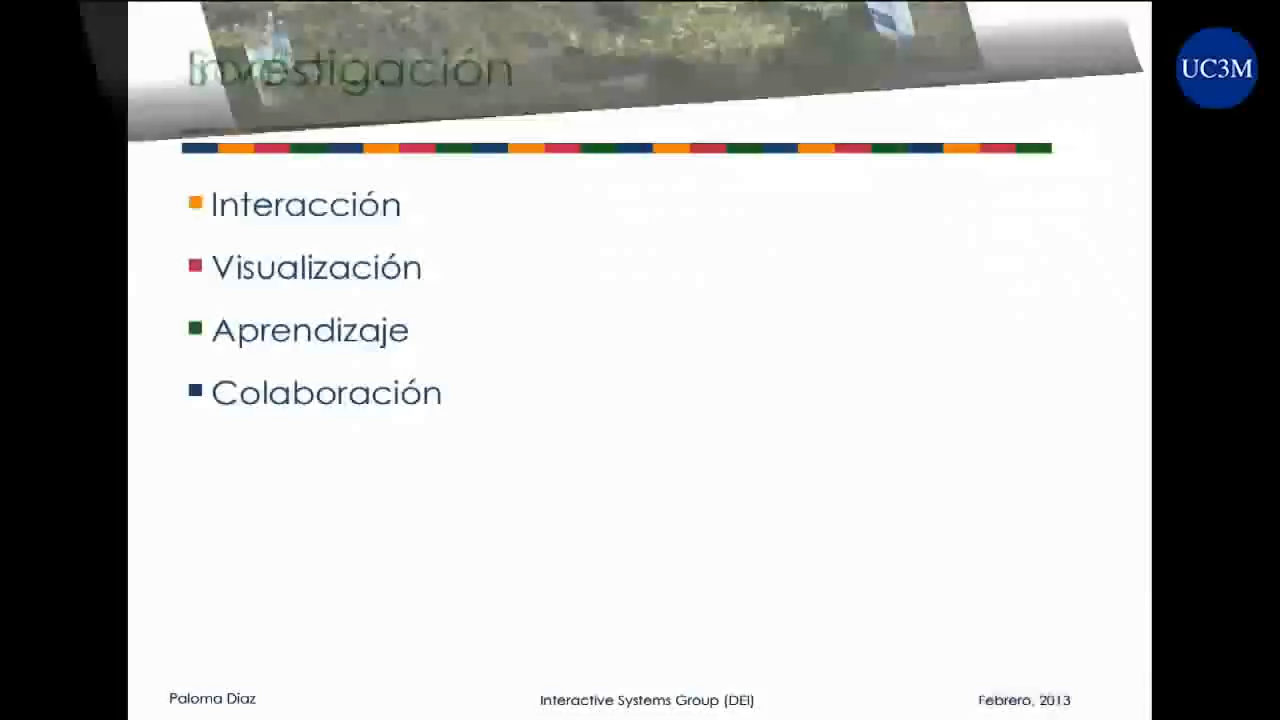 Investigación
UC3M
Interacción
Visualización
Aprendizaje
Colaboración
Paloma Díaz
Interactive Systems Group (DEI)
Febrero, 2013